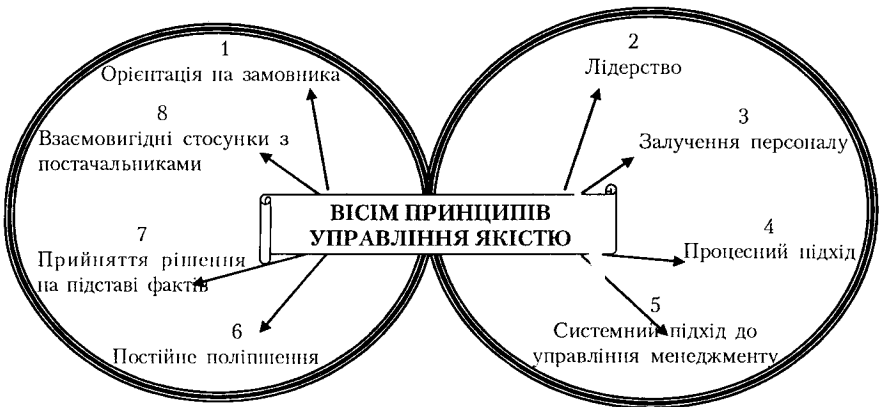 1
Орієнтація на замовника
2
Лідерство
3
Залучення персоналу
4
Процесний підхід
5
Системний підхід до
управління менеджменту
6
Постійне поліпшення
7
Прийняття рішення
на підставі фактів
8
Взаємовигідні стосунки з
постачальниками
ВІСІМ ПРИНЦИПІВ
УПРАВЛІННЯ ЯКІСТЮ